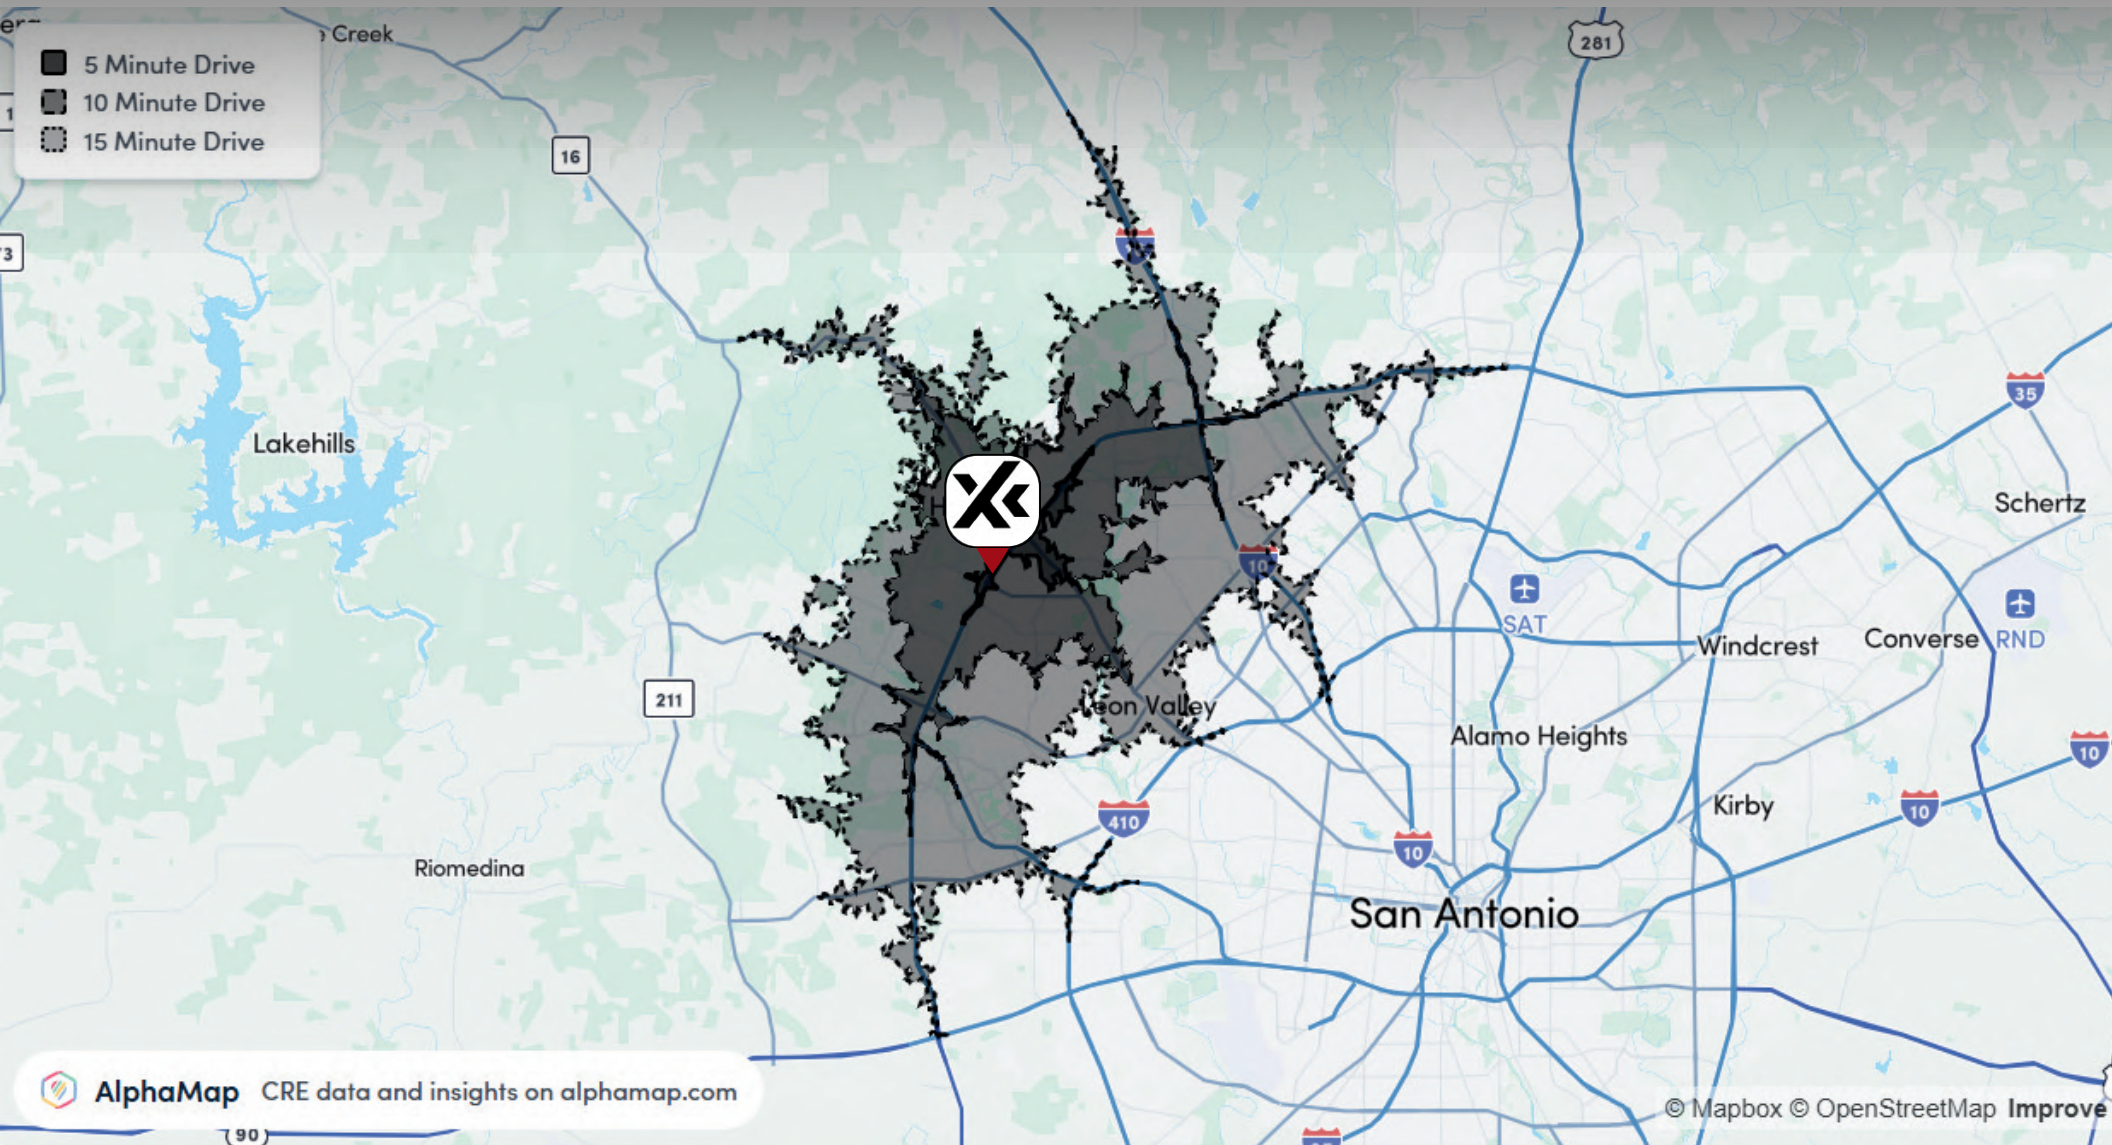 5 Minute Drive
10 Minute Drive
15 Minute Drive
Creek
281
16
35
Lakehills
Schertz
10
SAT
Windcrest
Converse
RND
211
Leon Valley
Alamo Heights
10
410
Kirby
10
10
Riomedina
San Antonio
AlphaMap CRE data and insights on alphamap.com
© Mapbox © OpenStreetMap Improve
90